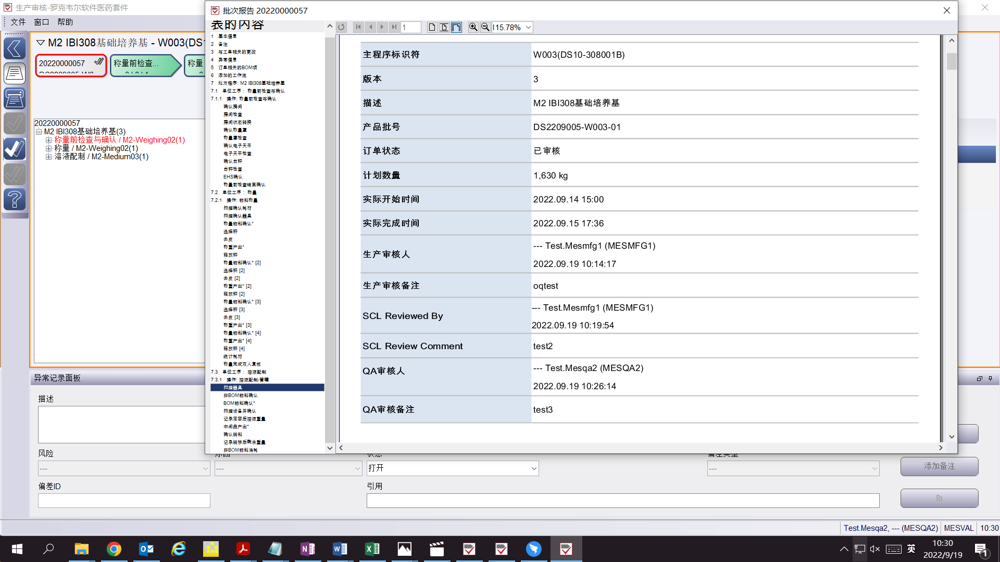 生产审核-罗克韦尔软件医药套件
文件 窗口 帮助
M2 IBI308基础培养基 - W003(DS1
20220000057
称量前检查...
称量
20220000057
M2 IBI308基础培养基(3)
称量前检查与确认 / M2-Weighing02(1)
称量 / M2-Weighing02(1)
溶液配制 / M2-Medium03(1)
异常记录面板
描述
风险
---
---
状态
打开
偏差类型
---
添加备注
偏差ID
引用
批次报告 20220000057
表的内容
1 基本信息
2 备注
3 与工单相关的更改
4 异常信息
5 订单相关的BOM项
6 添加的工作流
7 处方程序: M2 IBI308基础培养基
7.1 单位工序： 称量前检查与确认
7.1.1 操作: 称量前检查与确认
确认房间
房间检查
房间状态转换
确认称量罩
称量罩检查
确认电子天平
电子天平检查
确认台秤
台秤检查
EHS确认
称量前检查结果确认
7.2 单位工序： 称量
7.2.1 操作: 物料称量
扫描确认耗材
扫描确认器具
称量物料确认*
选择秤
去皮
称重产出*
释放秤
称量物料确认* [2]
选择秤 [2]
去皮 [2]
称重产出* [2]
释放秤 [2]
称量物料确认* [3]
选择秤 [3]
去皮 [3]
称重产出* [3]
称量物料确认* [4]
称重产出* [4]
释放秤 [4]
统计耗材
称量完成双人复核
7.3 单位工序： 溶液配制
7.3.1 操作: 溶液配制-管罐
扫描器具
非BOM物料确认
BOM物料确认*
扫描设备并确认
记录定容后溶液重量
中间品产出*
确认转料
记录转移后剩余重量
非BOM物料消耗
1
115.78%
主程序标识符 W003(DS10-308001B)
版本 3
描述 M2 IBI308基础培养基
产品批号 DS2209005-W003-01
订单状态 已审核
计划数量 1,630 kg
实际开始时间 2022.09.14 15:00
实际完成时间 2022.09.15 17:36
生产审核人 --- Test.Mesmfg1 (MESMFG1)
2022.09.19 10:14:17
生产审核备注 oqtest
SCL Reviewed By --- Test.Mesmfg1 (MESMFG1)
2022.09.19 10:19:54
SCL Review Comment test2
QA审核人 --- Test.Mesqa2 (MESQA2)
2022.09.19 10:26:14
QA审核备注 test3
Test.Mesqa2, --- (MESQA2) MESVAL 10:30
英
10:30
2022/9/19
1